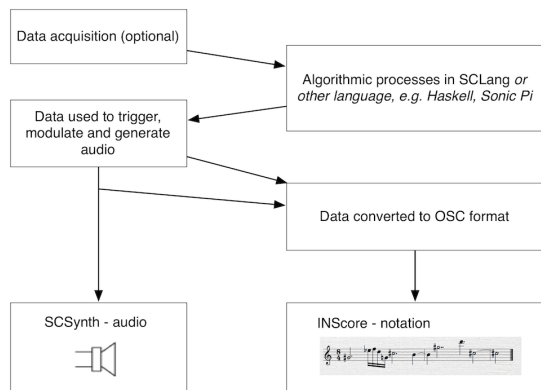 Data acquisition (optional)
Algorithmic processes in SCLang or
other language, e.g. Haskell, Sonic Pi
Data used to trigger,
modulate and generate
audio
Data converted to OSC format
SCSynth - audio
INScore - notation